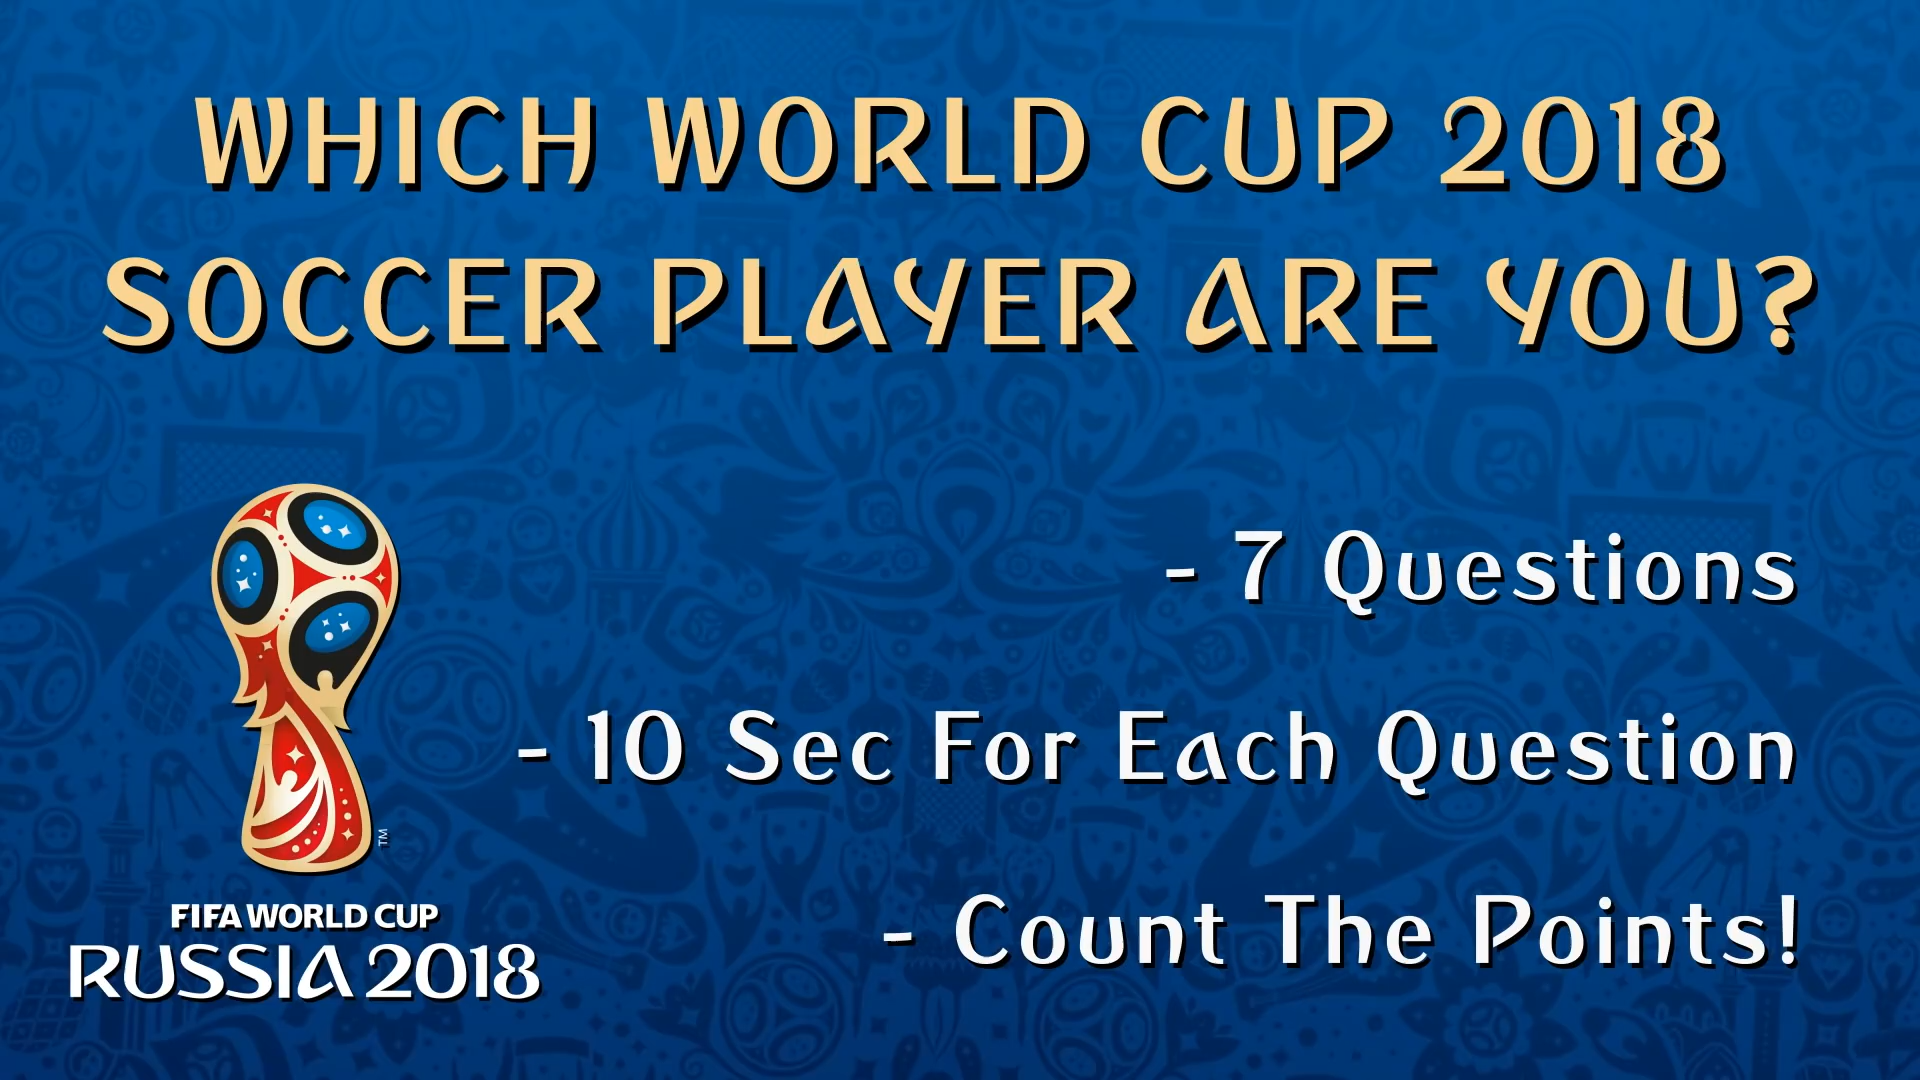 WHICH WORLD CUP 2018
SOCCER PLAYER ARE YOU?
- 7 Questions
- 10 Sec For Each Question
- Count The Points!
TM
FIFA WORLD CUP
RUSSIA 2018